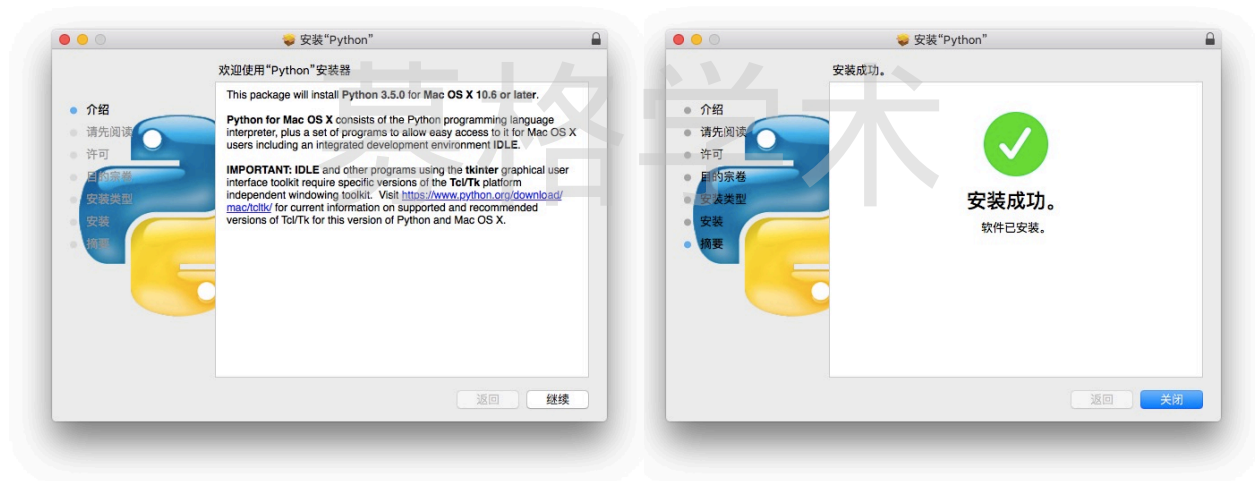 安装“Python”
欢迎使用“Python”安装器
介绍
请先阅读
许可
目的宗卷
安装类型
安装
摘要
This package will install Python 3.5.0 for Mac OS X 10.6 or later.
Python for Mac OS X consists of the Python programming language
interpreter, plus a set of programs to allow easy access to it for Mac OS X
users including an integrated development environment IDLE.
IMPORTANT: IDLE and other programs using the tkinter graphical user
interface toolkit require specific versions of the Tcl/Tk platform
independent windowing toolkit. Visit https://www.python.org/download/
mac/tcltk/ for current information on supported and recommended
versions of Tcl/Tk for this version of Python and Mac OS X.
返回
继续
安装“Python”
安装成功。
介绍
请先阅读
许可
目的宗卷
安装类型
安装
摘要
安装成功。
软件已安装。
返回
关闭
慕格学术